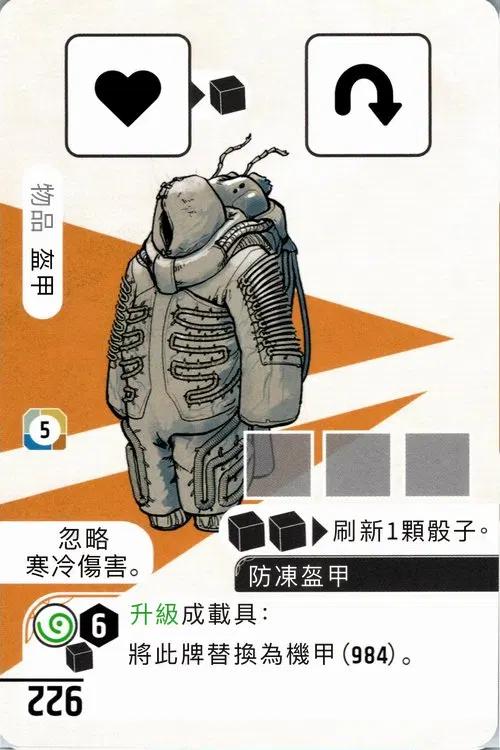 物品 盔甲
5
忽略
寒冷傷害。
刷新1顆骰子。
防凍盔甲
6
升級成載具：
將此牌替換為機甲（984）。
226